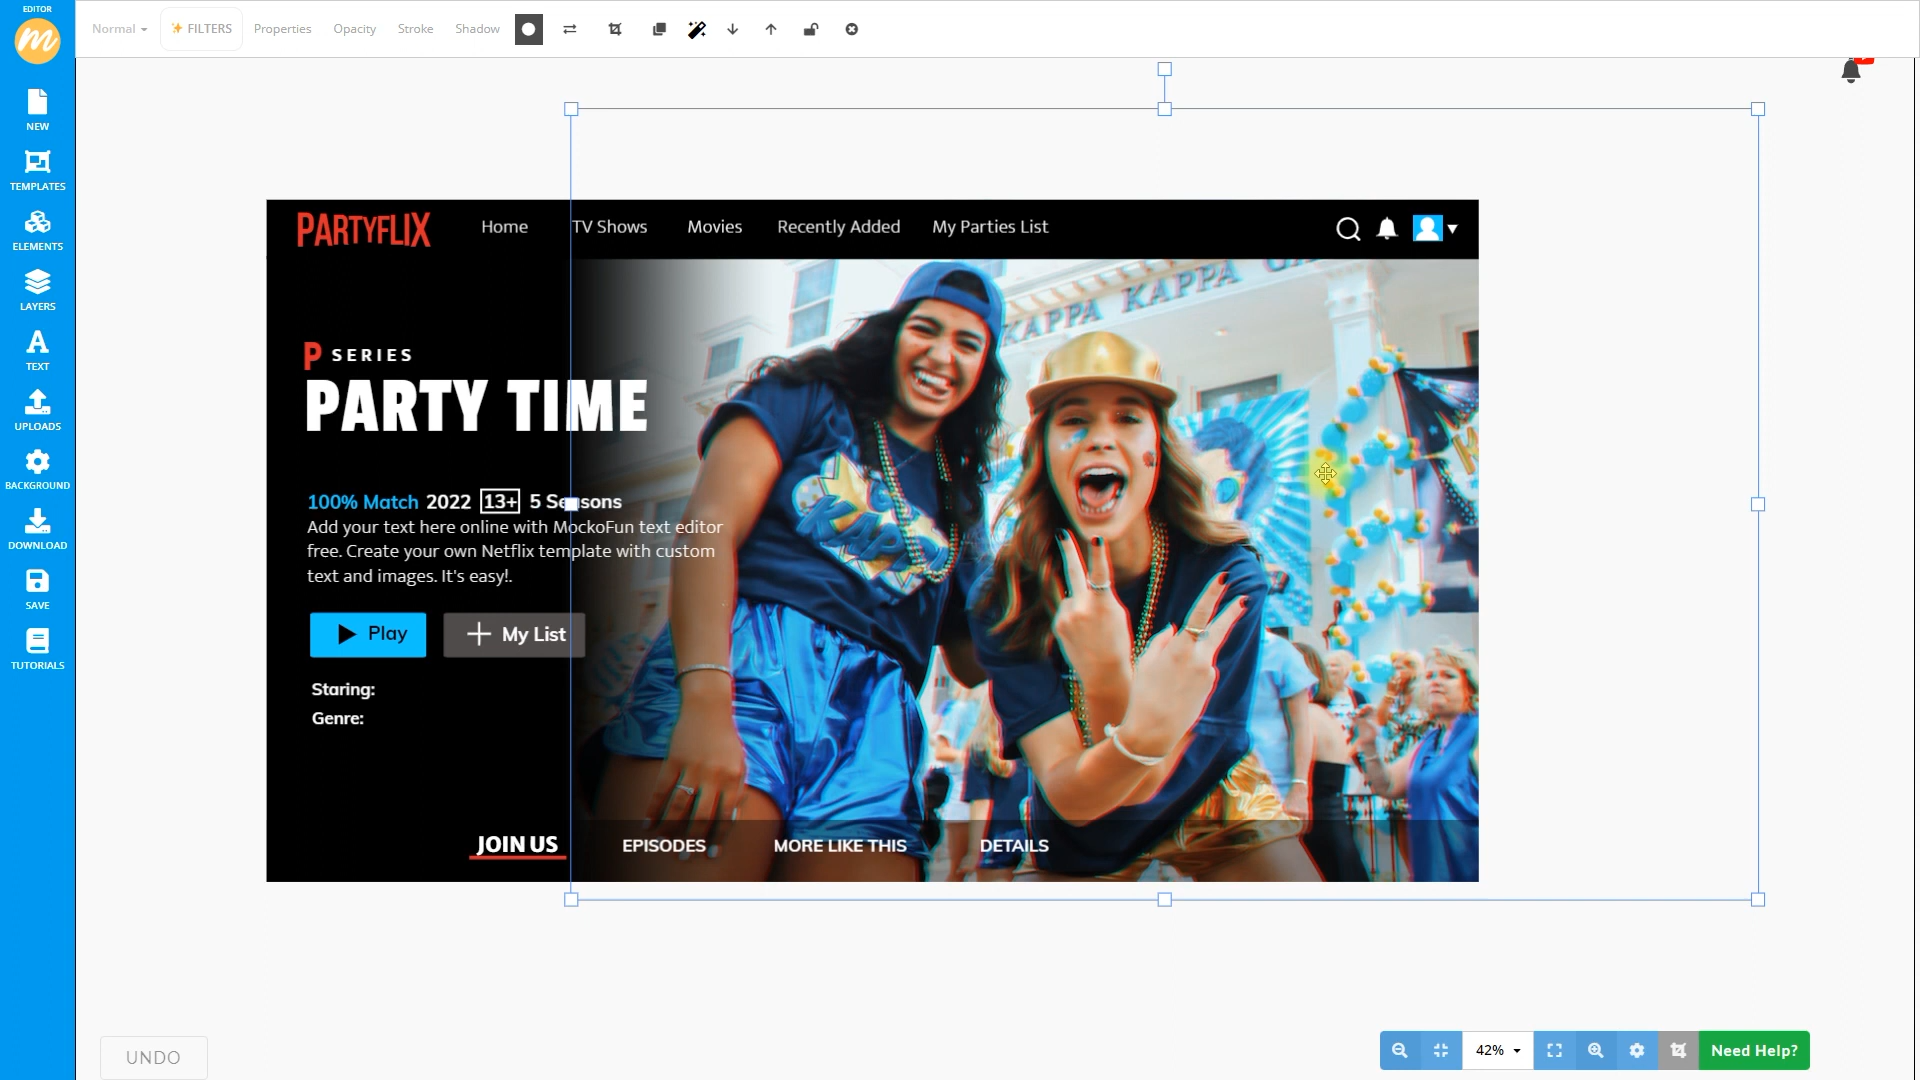 EDITOR
m
Normal
FILTERS
Properties
Opacity
Stroke
Shadow
NEW
TEMPLATES
ELEMENTS
LAYERS
TEXT
UPLOADS
BACKGROUND
DOWNLOAD
SAVE
TUTORIALS
PARTYFLIX
Home
TV Shows
Movies
Recently Added
My Parties List
KAPPA KAPPA
P SERIES
PARTY TIME
100% Match 2022 13+ 5 Seasons
Add your text here online with MockoFun text editor
free. Create your own Netflix template with custom
text and images. It's easy!.
Play
My List
Staring:
Genre:
JOIN US
EPISODES
MORE LIKE THIS
DETAILS
UNDO
42%
Need Help?